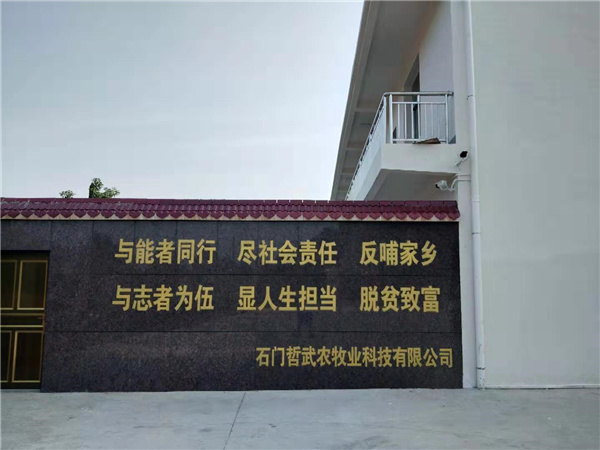 与能者同行 尽社会责任 反哺家乡
与志者为伍 显人生担当 脱贫致富
石门哲武农牧业科技有限公司